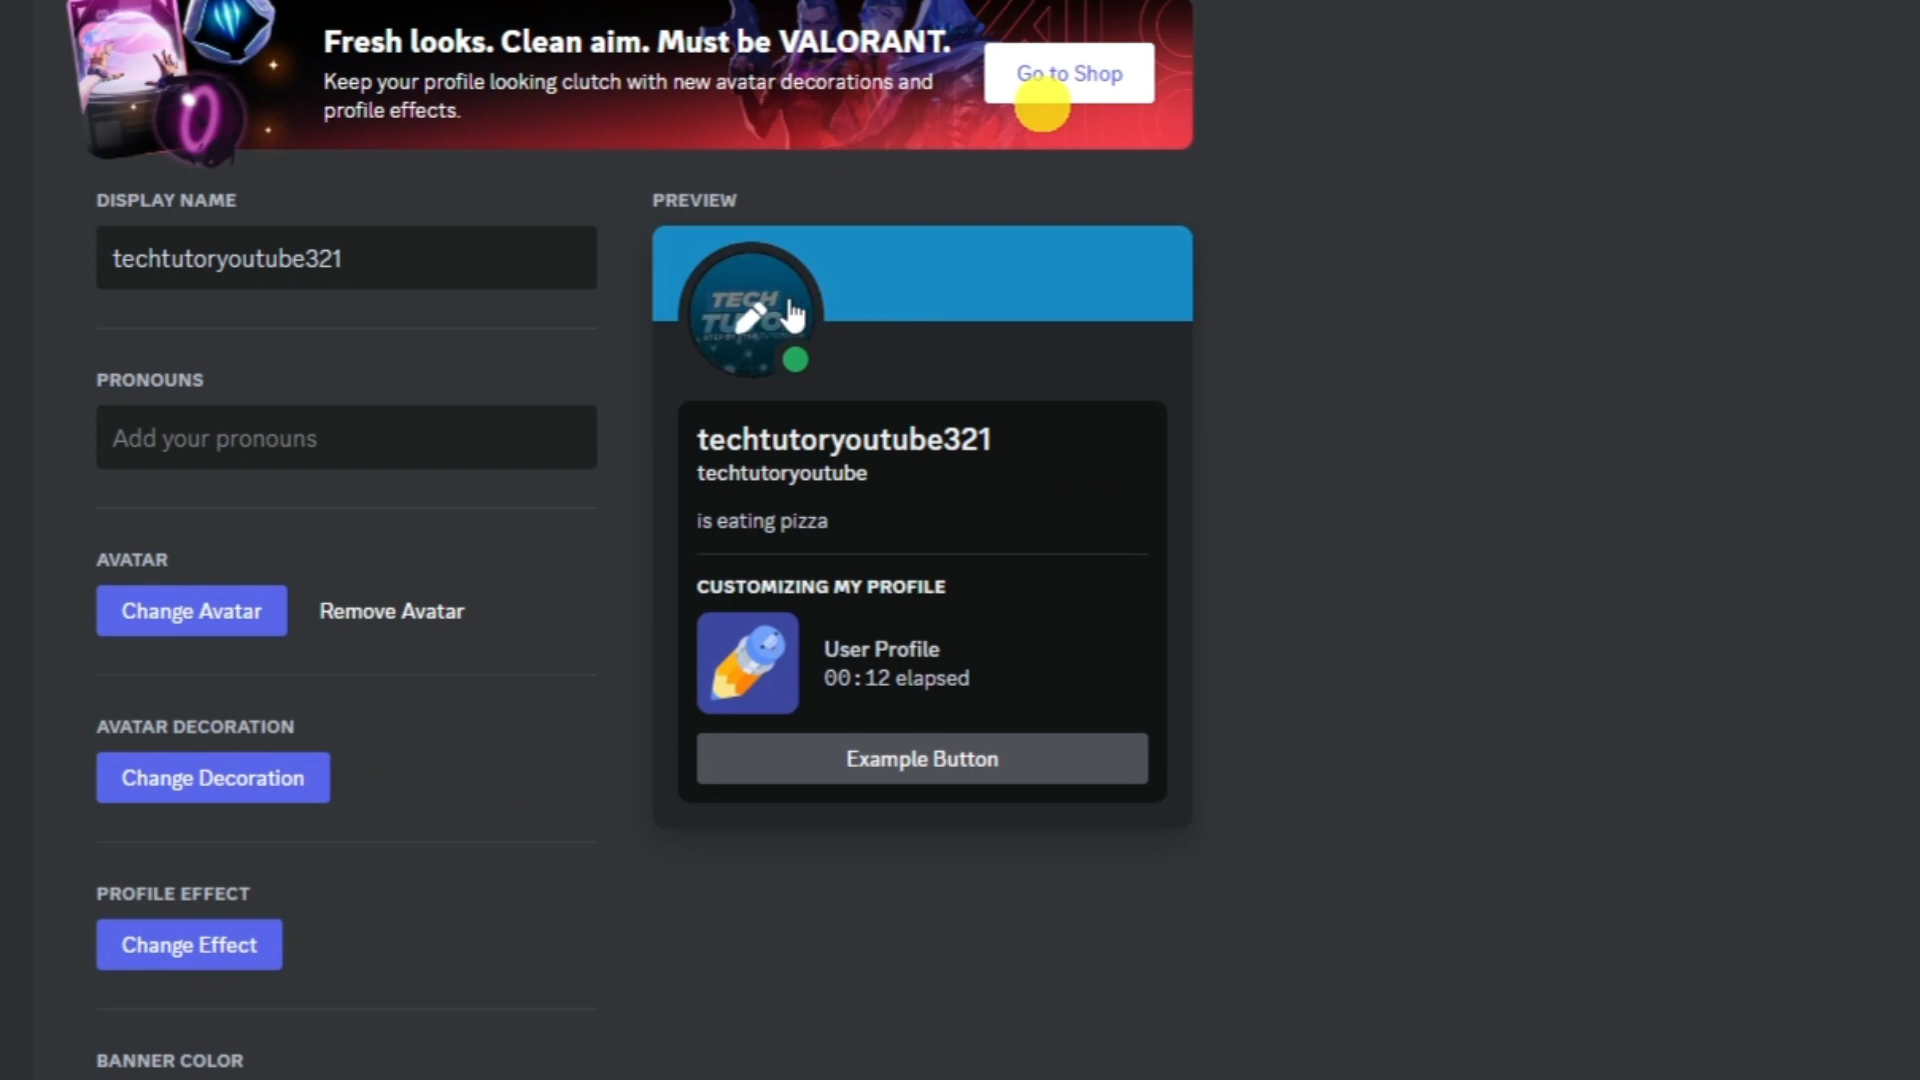 Fresh looks. Clean aim. Must be VALORANT.
Keep your profile looking clutch with new avatar decorations and
profile effects.
Go to Shop
DISPLAY NAME
techtutoryoutube321
PRONOUNS
Add your pronouns
AVATAR
Change Avatar
Remove Avatar
AVATAR DECORATION
Change Decoration
PROFILE EFFECT
Change Effect
BANNER COLOR
PREVIEW
TECH
techtutoryoutube321
techtutoryoutube
is eating pizza
CUSTOMIZING MY PROFILE
User Profile
00:12 elapsed
Example Button